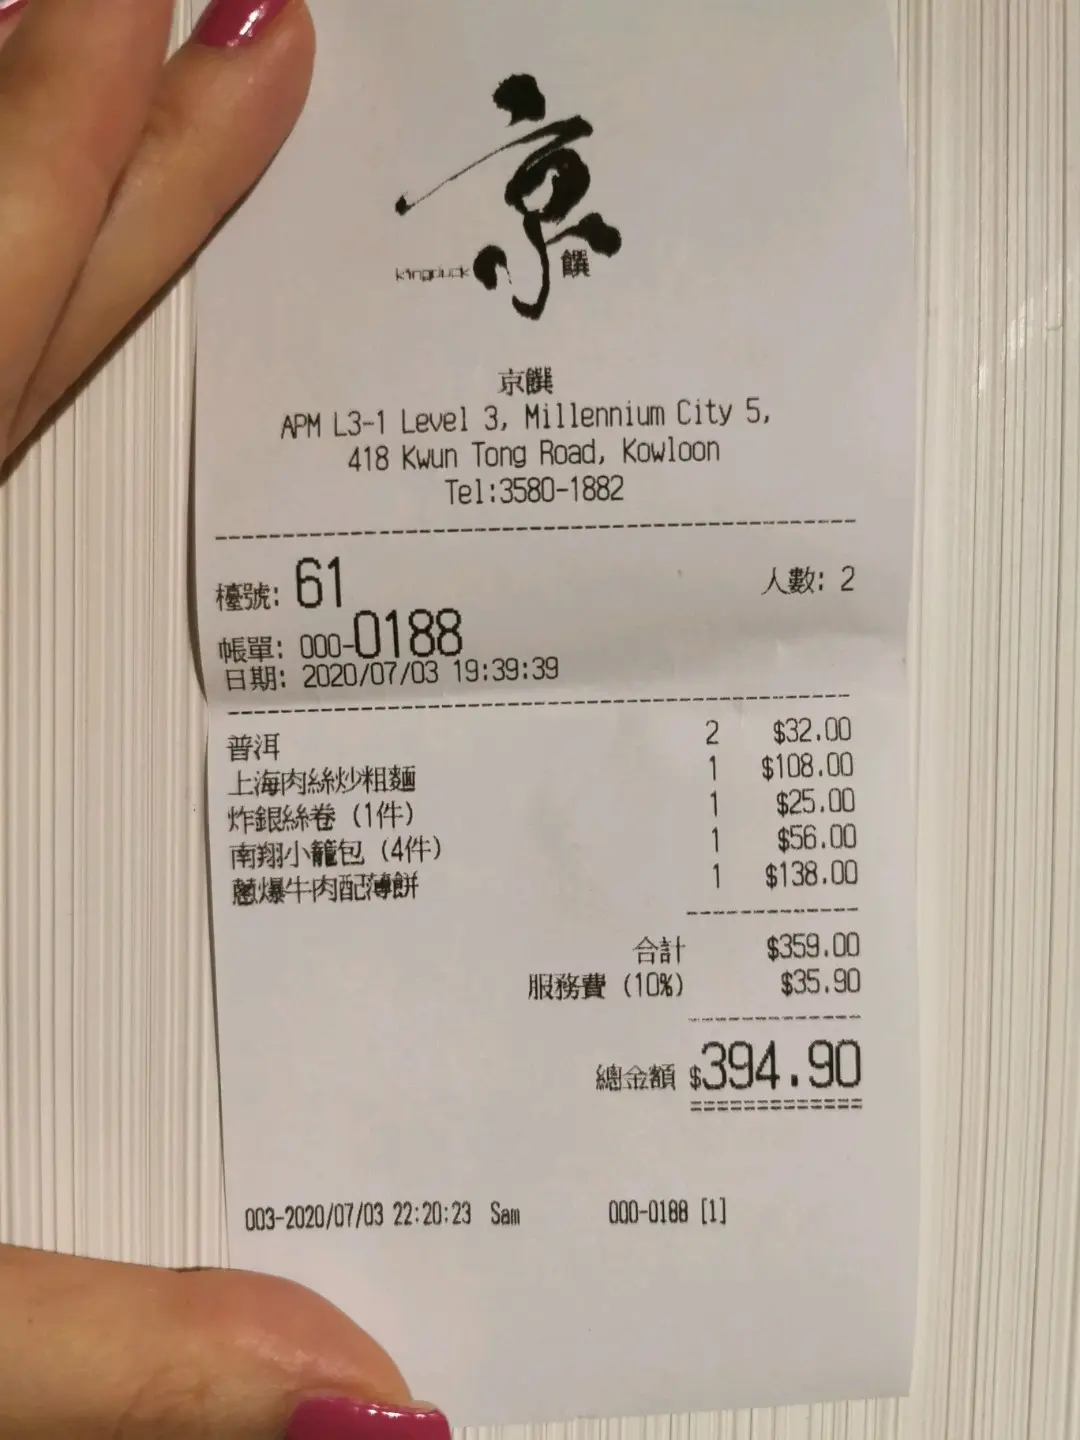 京
kingduck 饌
京饌
APM L3-1 Level 3, Millennium City 5,
418 Kwun Tong Road, Kowloon
Tel:3580-1882
檯號: 61 人數: 2
帳單: 000-0188
日期: 2020/07/03 19:39:39
普洱 2 $32.00
上海肉絲炒粗麵 1 $108.00
炸銀絲卷 (1件) 1 $25.00
南翔小籠包 (4件) 1 $56.00
蔥爆牛肉配薄餅 1 $138.00
合計 $359.00
服務費 (10%) $35.90
總金額 $394.90
003-2020/07/03 22:20:23 Sam 000-0188 [1]